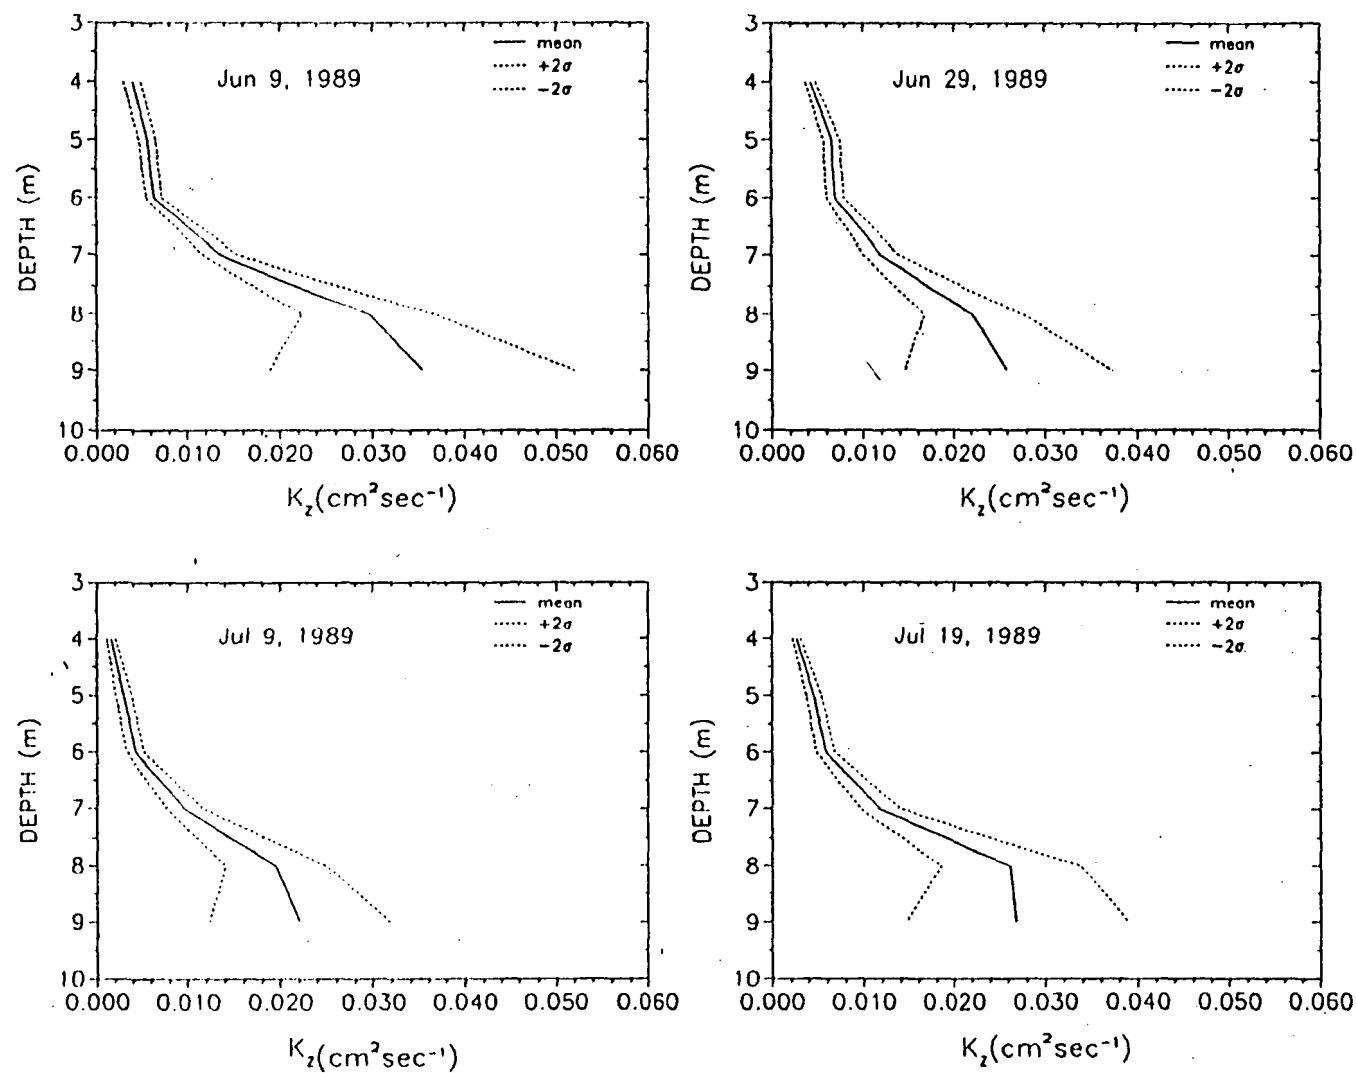 Jun 9, 1989
mean
+2σ
−2σ
3
4
5
6
7
8
9
10
DEPTH (m)
0.000 0.010 0.020 0.030 0.040 0.050 0.060
K_z(cm²sec⁻¹)
Jun 29, 1989
mean
+2σ
−2σ
3
4
5
6
7
8
9
10
DEPTH (m)
0.000 0.010 0.020 0.030 0.040 0.050 0.060
K_z(cm²sec⁻¹)
Jul 9, 1989
mean
+2σ
−2σ
3
4
5
6
7
8
9
10
DEPTH (m)
0.000 0.010 0.020 0.030 0.040 0.050 0.060
K_z(cm²sec⁻¹)
Jul 19, 1989
mean
+2σ
−2σ
3
4
5
6
7
8
9
10
DEPTH (m)
0.000 0.010 0.020 0.030 0.040 0.050 0.060
K_z(cm²sec⁻¹)